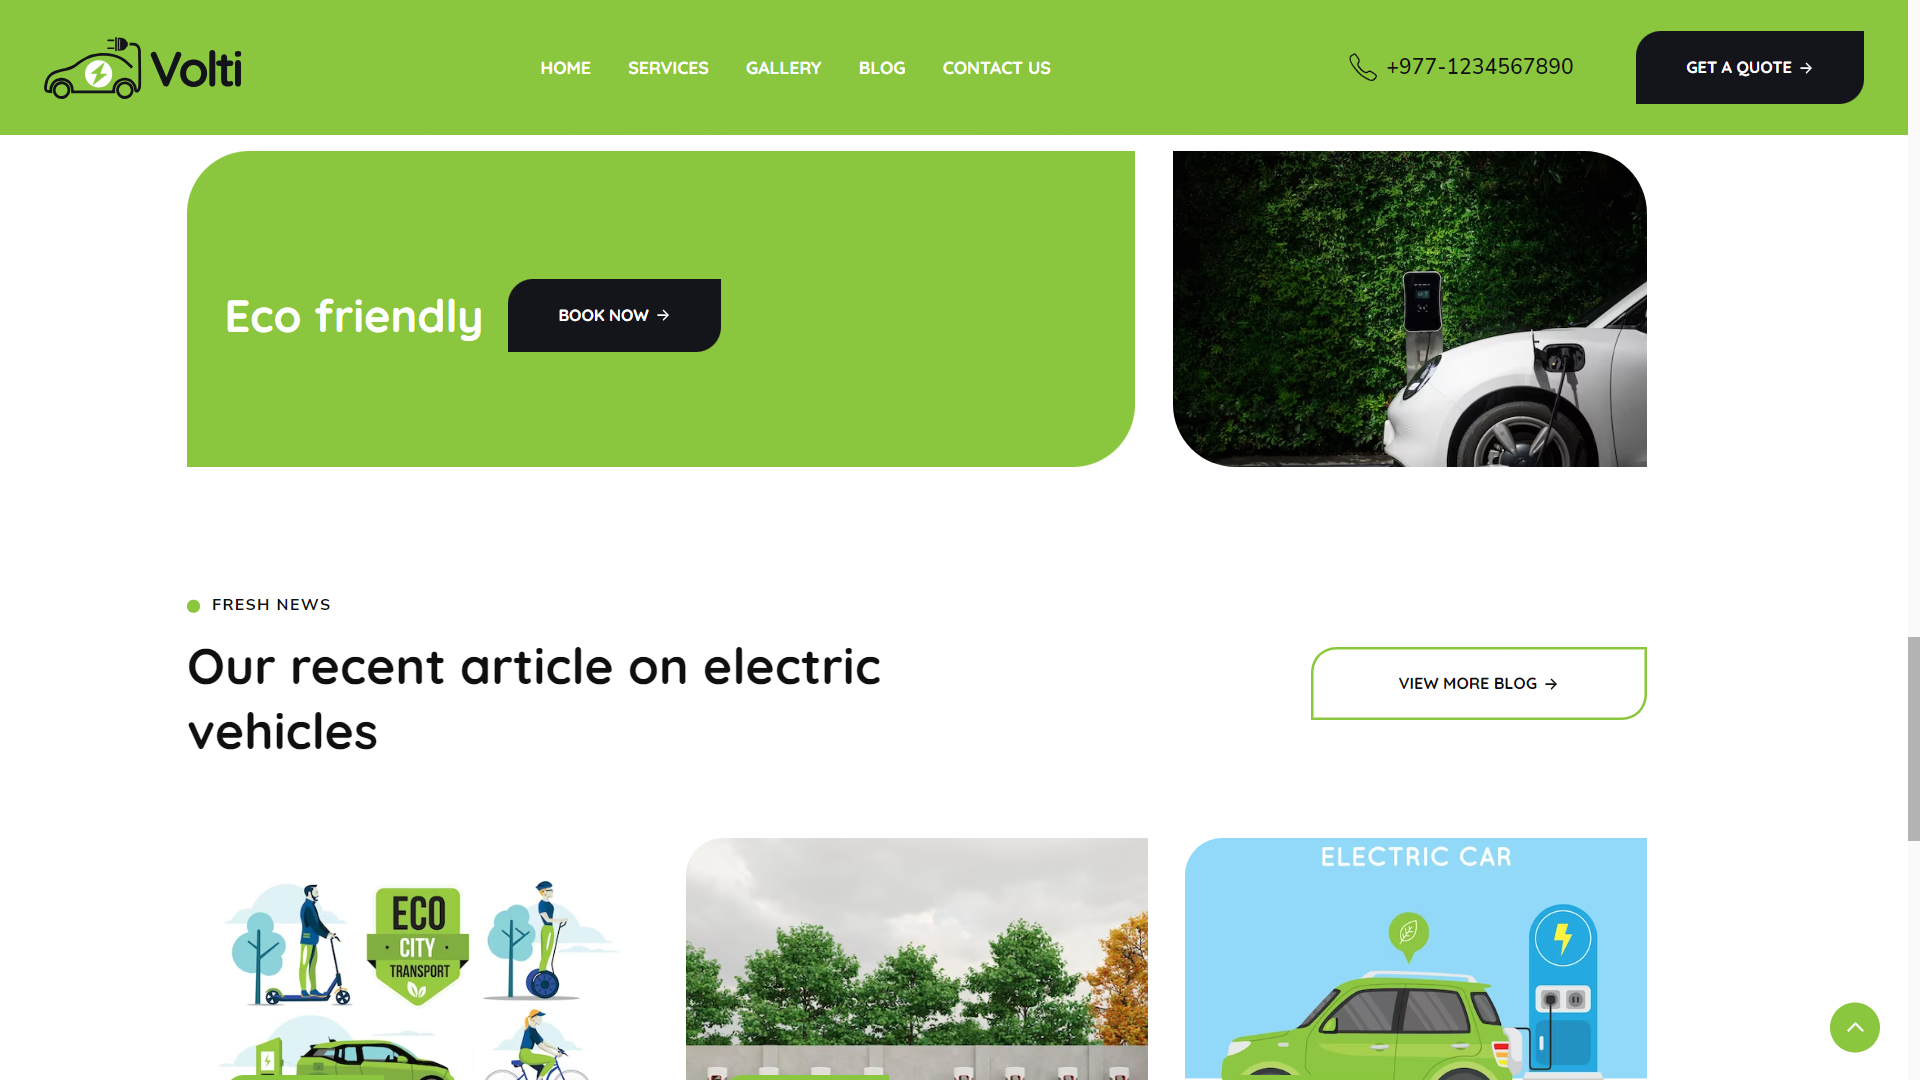 Volti
HOME SERVICES GALLERY BLOG CONTACT US
+977-1234567890
GET A QUOTE →
Eco friendly
BOOK NOW →
FRESH NEWS
Our recent article on electric
vehicles
VIEW MORE BLOG →
ECO
CITY
TRANSPORT
ELECTRIC CAR